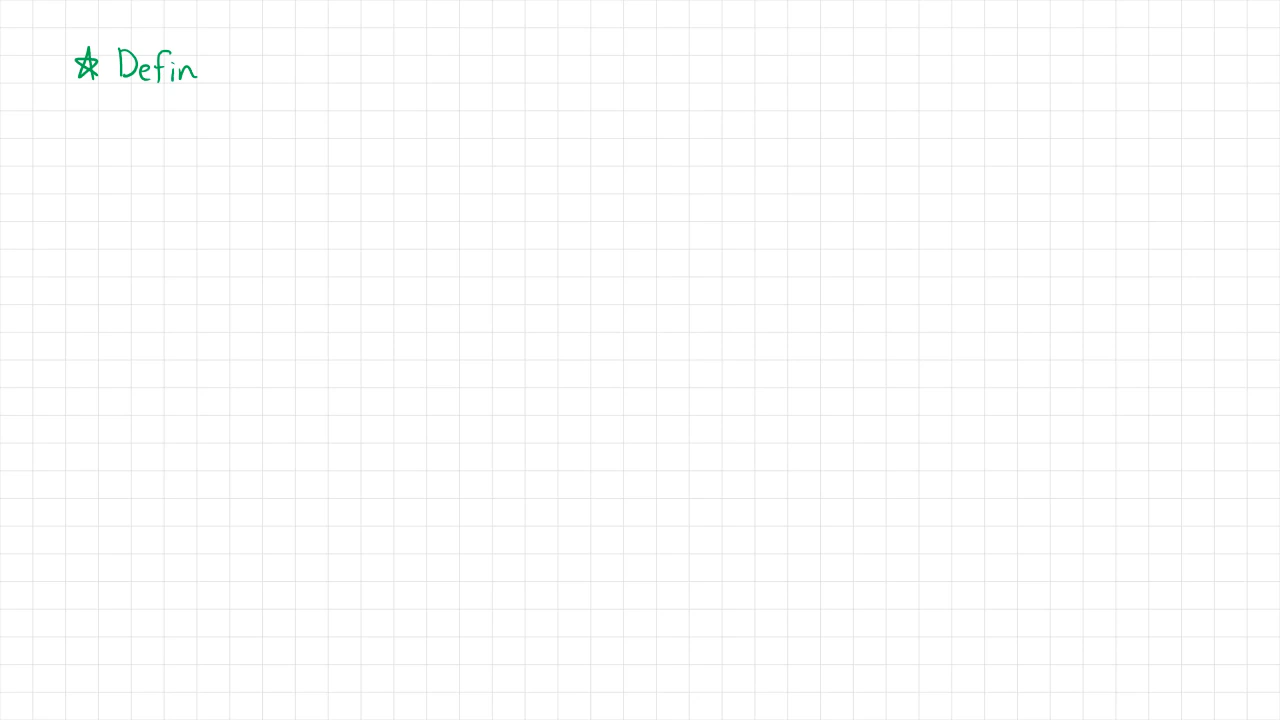 ☆ Defin